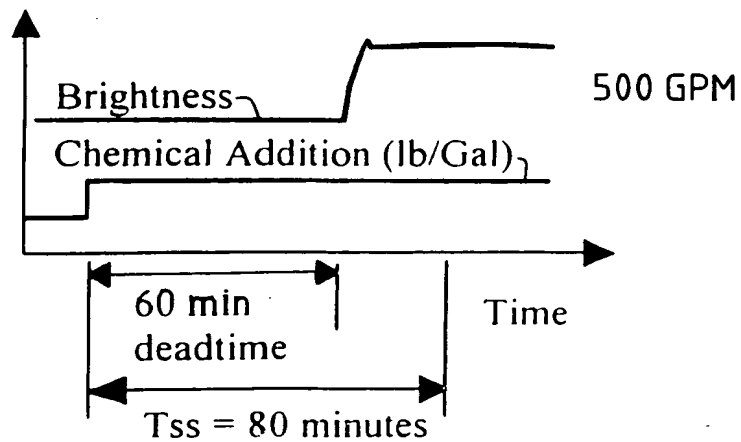 Brightness
500 GPM
Chemical Addition (lb/Gal)
60 min
deadtime
Time
Tss = 80 minutes